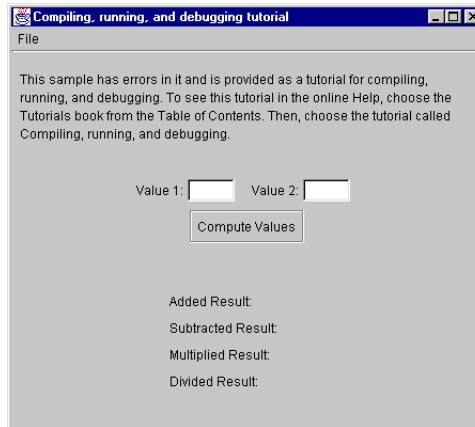 Compiling, running, and debugging tutorial
File
This sample has errors in it and is provided as a tutorial for compiling,
running, and debugging. To see this tutorial in the online Help, choose the
Tutorials book from the Table of Contents. Then, choose the tutorial called
Compiling, running, and debugging.
Value 1: Value 2:
Compute Values
Added Result:
Subtracted Result:
Multiplied Result:
Divided Result: